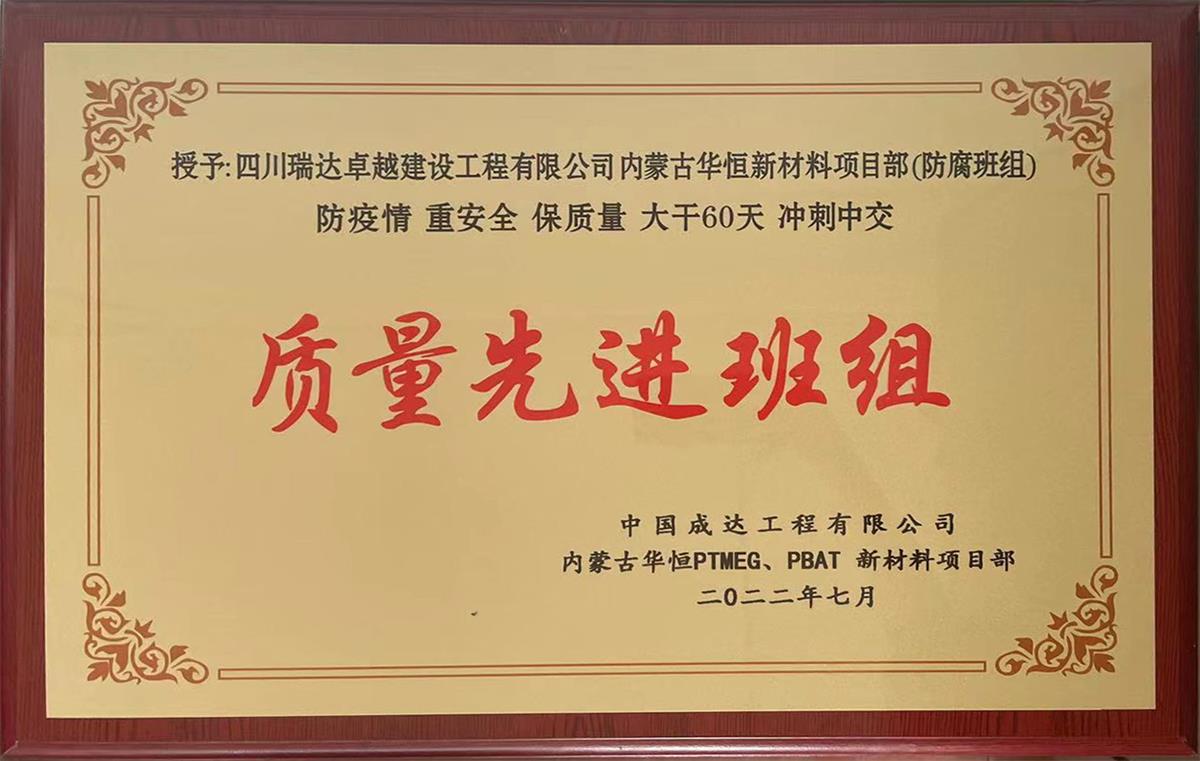 授予:四川瑞达卓越建设工程有限公司内蒙古华恒新材料项目部(防腐班组)
防疫情 重安全 保质量 大干60天 冲刺中交
质量先进班组
中国成达工程有限公司
内蒙古华恒PTMEG、PBAT 新材料项目部
二0二二年七月